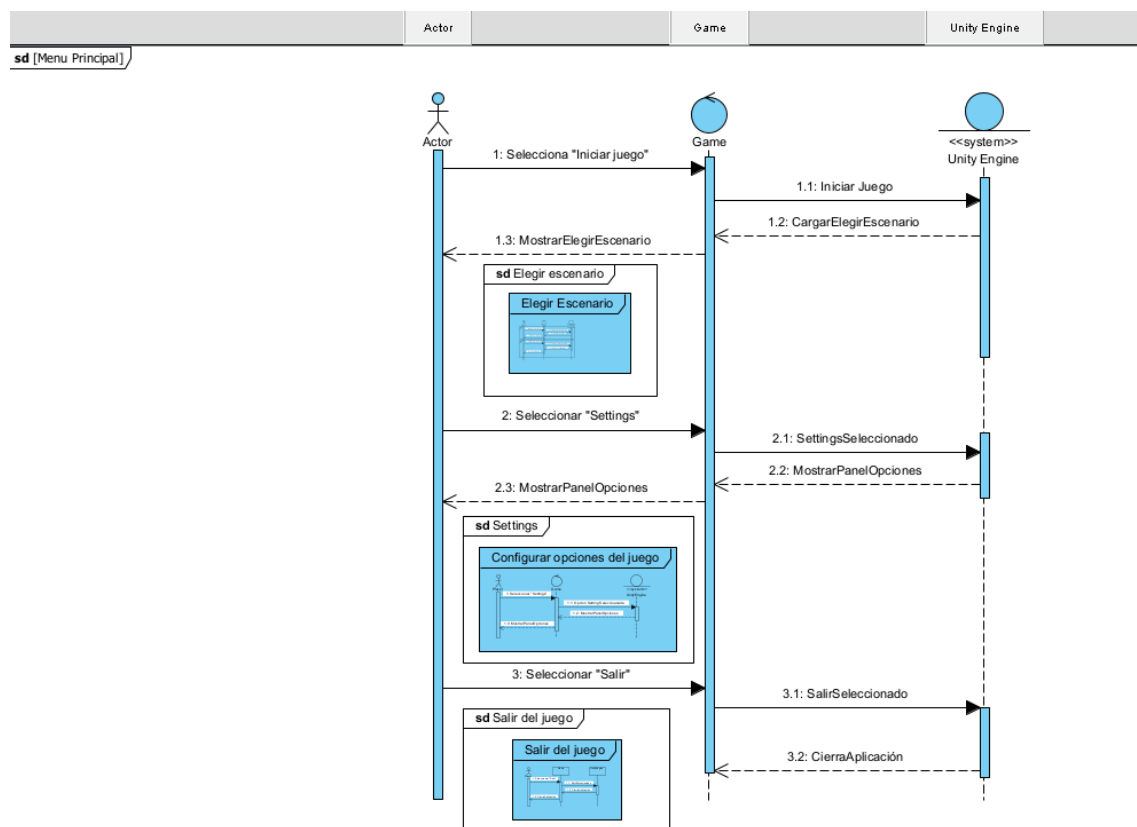 Actor
Game
Unity Engine
sd [Menu Principal]
Actor
Game
<<system>>
Unity Engine
1: Selecciona "Iniciar juego"
1.1: Iniciar Juego
1.2: CargarElegirEscenario
1.3: MostrarElegirEscenario
sd Elegir escenario
Elegir Escenario
2: Seleccionar "Settings"
2.1: SettingsSeleccionado
2.2: MostrarPanelOpciones
2.3: MostrarPanelOpciones
sd Settings
Configurar opciones del juego
3: Seleccionar "Salir"
3.1: SalirSeleccionado
sd Salir del juego
Salir del juego
3.2: CierraAplicación